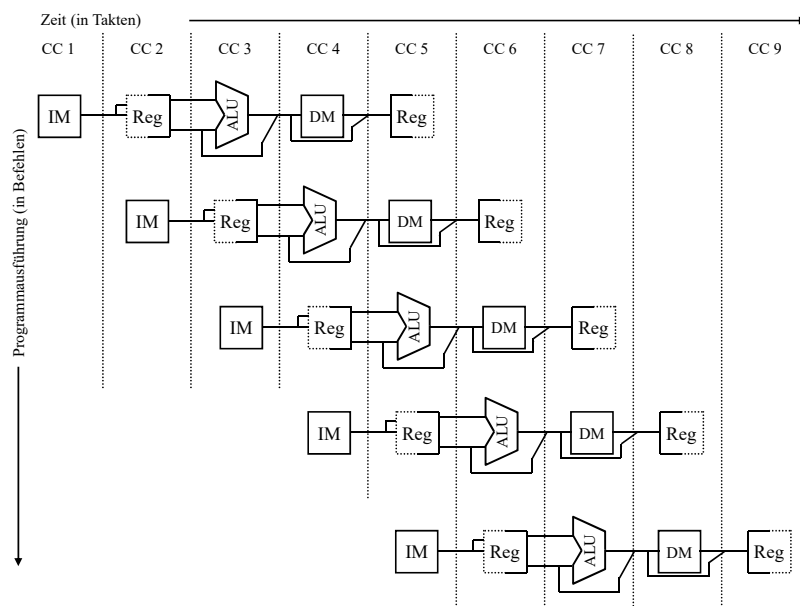 Zeit (in Takten)
CC 1 CC 2 CC 3 CC 4 CC 5 CC 6 CC 7 CC 8 CC 9
Programmausführung (in Befehlen)
IM Reg ALU DM Reg
IM Reg ALU DM Reg
IM Reg ALU DM Reg
IM Reg ALU DM Reg
IM Reg ALU DM Reg